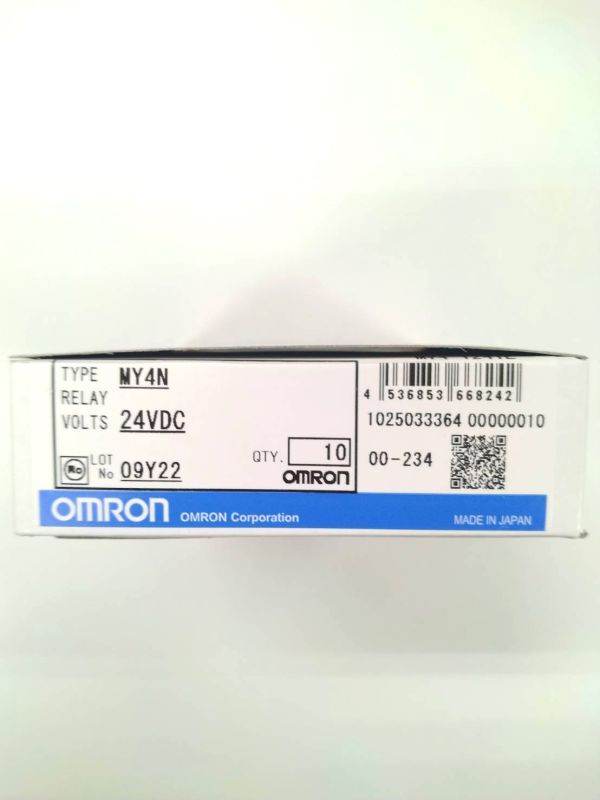 TYPE MY4N
RELAY
VOLTS 24VDC
LOT No 09Y22
QTY. 10
OMRON
4 536853 668242
1025033364 00000010
00-234
OMRON OMRON Corporation
MADE IN JAPAN